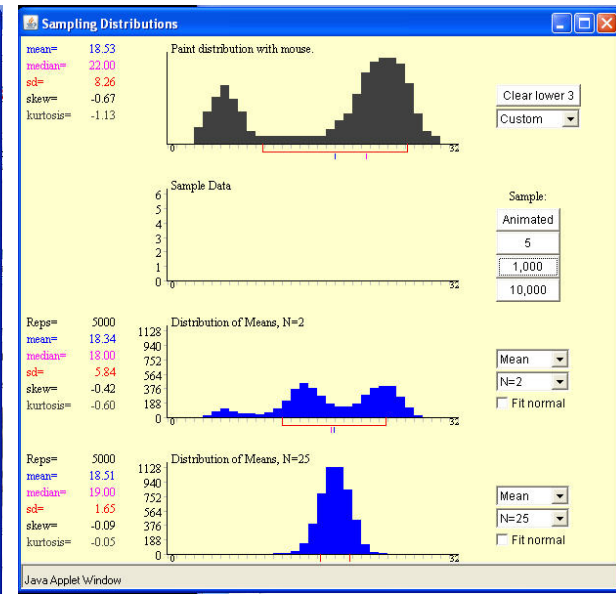 Sampling Distributions
mean= 18.53
median= 22.00
sd= 8.26
skew= -0.67
kurtosis= -1.13
Paint distribution with mouse.
0 32
Clear lower 3
Custom
Sample Data
6
5
4
3
2
1
0
0 32
Sample:
Animated
5
1,000
10,000
Reps= 5000
mean= 18.34
median= 18.00
sd= 5.84
skew= -0.42
kurtosis= -0.60
Distribution of Means, N=2
1128
940
752
564
376
188
0
0 32
Mean
N=2
Fit normal
Reps= 5000
mean= 18.51
median= 19.00
sd= 1.65
skew= -0.09
kurtosis= -0.05
Distribution of Means, N=25
1128
940
752
564
376
188
0
0 32
Mean
N=25
Fit normal
Java Applet Window